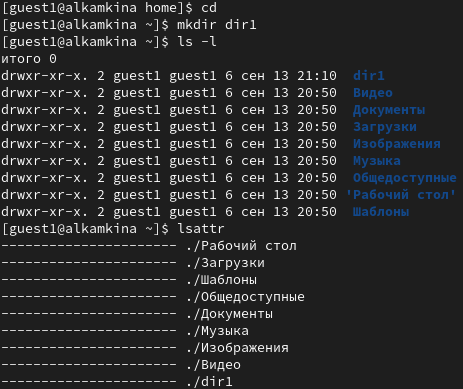 [guest1@alkamkina home]$ cd
[guest1@alkamkina ~]$ mkdir dir1
[guest1@alkamkina ~]$ ls -l
итого 0
drwxr-xr-x. 2 guest1 guest1 6 сен 13 21:10  dir1
drwxr-xr-x. 2 guest1 guest1 6 сен 13 20:50  Видео
drwxr-xr-x. 2 guest1 guest1 6 сен 13 20:50  Документы
drwxr-xr-x. 2 guest1 guest1 6 сен 13 20:50  Загрузки
drwxr-xr-x. 2 guest1 guest1 6 сен 13 20:50  Изображения
drwxr-xr-x. 2 guest1 guest1 6 сен 13 20:50  Музыка
drwxr-xr-x. 2 guest1 guest1 6 сен 13 20:50  Общедоступные
drwxr-xr-x. 2 guest1 guest1 6 сен 13 20:50 'Рабочий стол'
drwxr-xr-x. 2 guest1 guest1 6 сен 13 20:50  Шаблоны
[guest1@alkamkina ~]$ lsattr
---------------------- ./Рабочий стол
---------------------- ./Загрузки
---------------------- ./Шаблоны
---------------------- ./Общедоступные
---------------------- ./Документы
---------------------- ./Музыка
---------------------- ./Изображения
---------------------- ./Видео
---------------------- ./dir1